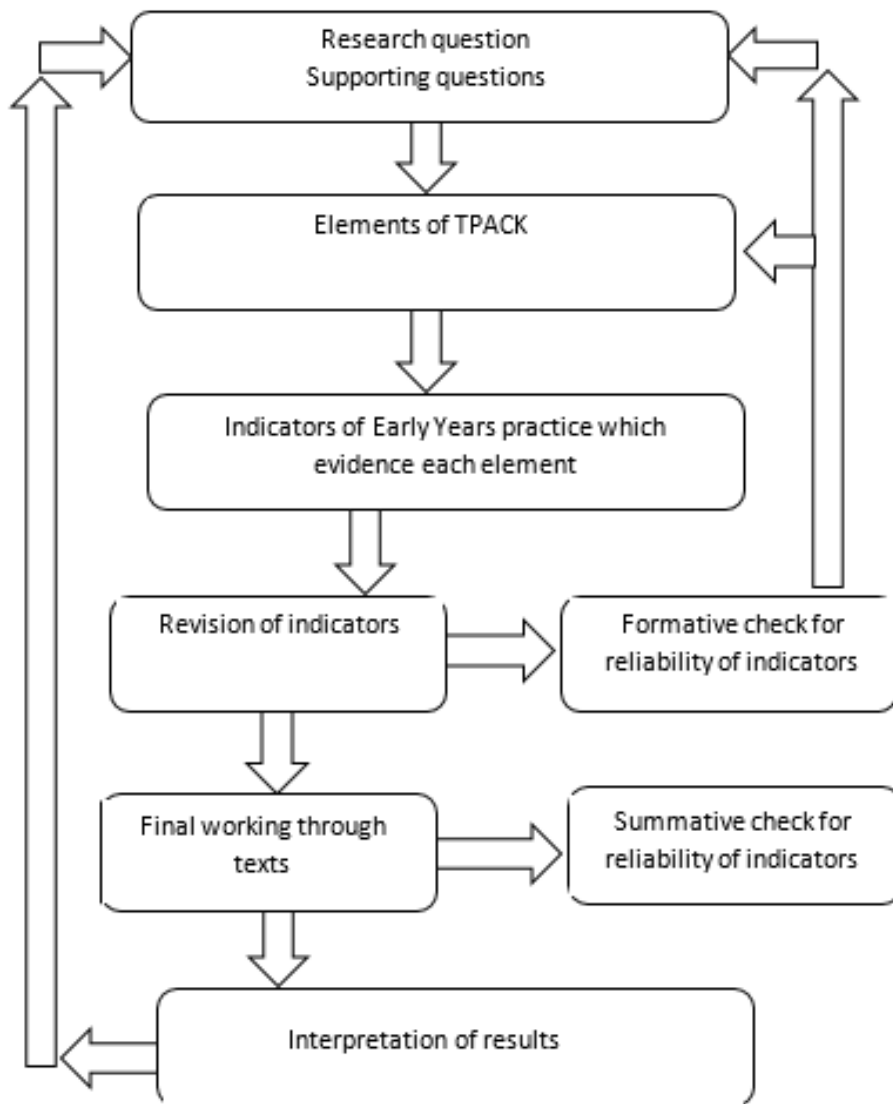 Research question
Supporting questions
Elements of TPACK
Indicators of Early Years practice which
evidence each element
Revision of indicators
Formative check for
reliability of indicators
Final working through
texts
Summative check for
reliability of indicators
Interpretation of results